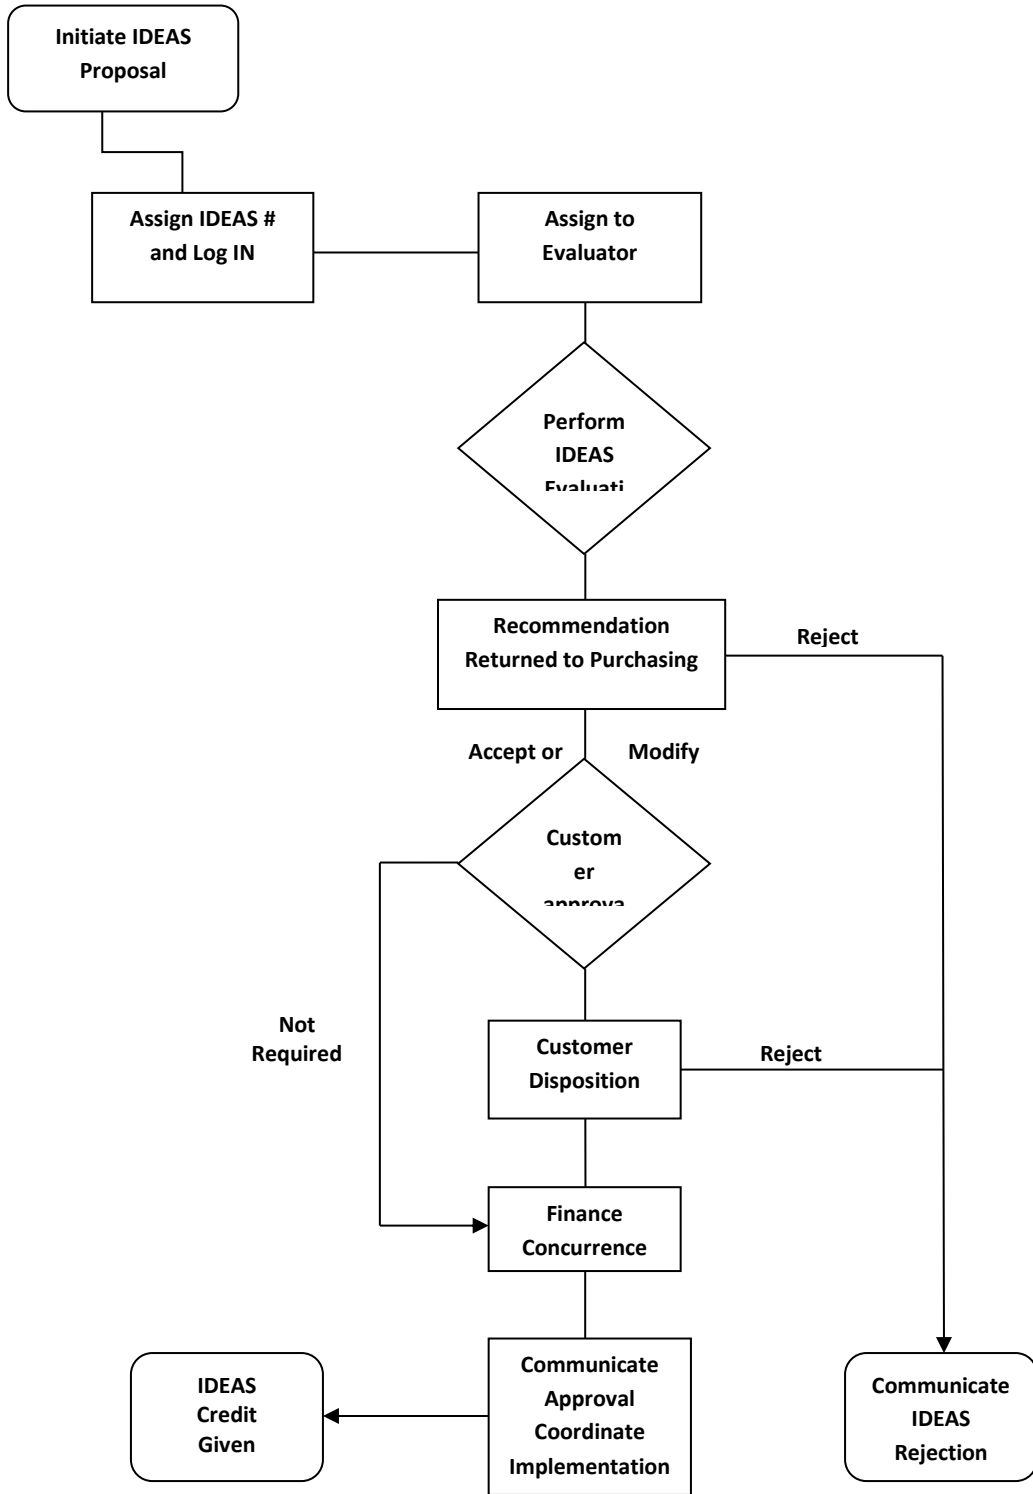 Initiate IDEAS
Proposal
Assign IDEAS #
and Log IN
Assign to
Evaluator
Perform
IDEAS
Evaluati
Recommendation
Returned to Purchasing
Reject
Accept or
Modify
Custom
er
approva
Not
Required
Customer
Disposition
Reject
Finance
Concurrence
Communicate
Approval
Coordinate
Implementation
IDEAS
Credit
Given
Communicate
IDEAS
Rejection